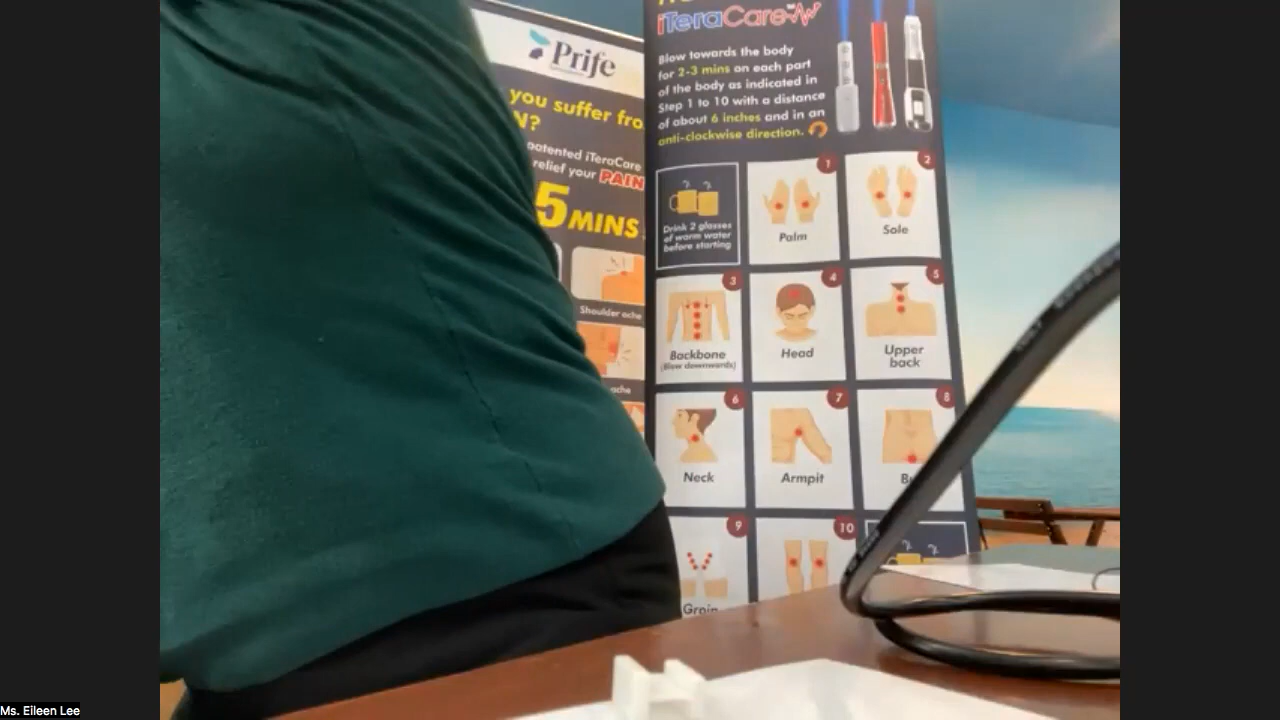 Prife
you suffer fro
N?
patented iTeraCare
relief your PAIN
5 MINS
Shoulder ache
ache
iTeraCare
Blow towards the body
for 2-3 mins on each part
of the body as indicated in
Step 1 to 10 with a distance
of about 6 inches and in an
anti-clockwise direction.
Drink 2 glasses
of warm water
before starting
1
Palm
2
Sole
3
Backbone
(Blow downwards)
4
Head
5
Upper
back
6
Neck
7
Armpit
8
B
9
Groin
10
Ms. Eileen Lee